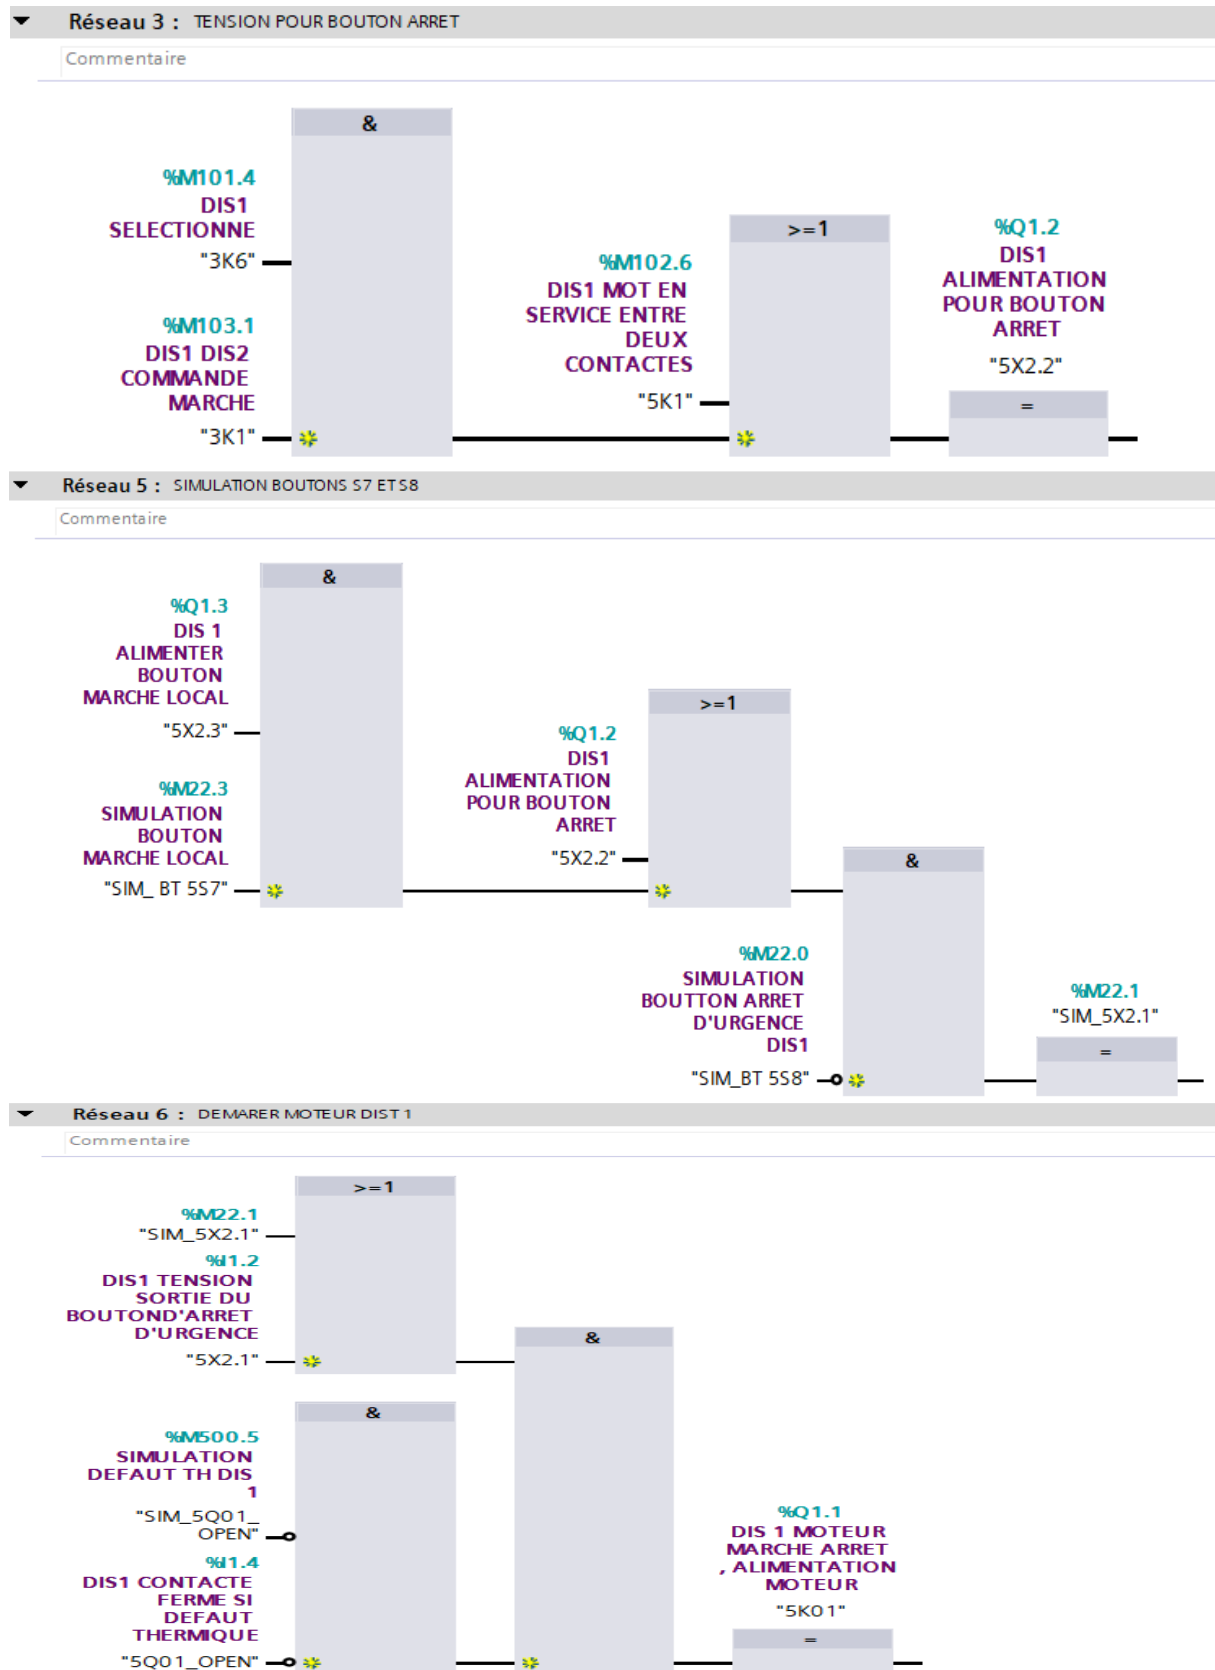 Réseau 3 : TENSION POUR BOUTON ARRET
Commentaire
&
%M101.4
DIS1
SELECTIONNE
"3K6"
%M103.1
DIS1 DIS2
COMMANDE
MARCHE
"3K1"
%M102.6
DIS1 MOT EN
SERVICE ENTRE
DEUX
CONTACTES
"5K1"
>=1
%Q1.2
DIS1
ALIMENTATION
POUR BOUTON
ARRET
"5X2.2"
=
Réseau 5 : SIMULATION BOUTONS S7 ET S8
Commentaire
&
%Q1.3
DIS 1
ALIMENTER
BOUTON
MARCHE LOCAL
"5X2.3"
%M22.3
SIMULATION
BOUTON
MARCHE LOCAL
"SIM_ BT 5S7"
>=1
%Q1.2
DIS1
ALIMENTATION
POUR BOUTON
ARRET
"5X2.2"
&
%M22.0
SIMULATION
BOUTTON ARRET
D'URGENCE
DIS1
"SIM_BT 5S8"
%M22.1
"SIM_5X2.1"
=
Réseau 6 : DEMARER MOTEUR DIST 1
Commentaire
>=1
%M22.1
"SIM_5X2.1"
%I1.2
DIS1 TENSION
SORTIE DU
BOUTOND'ARRET
D'URGENCE
"5X2.1"
&
&
%M500.5
SIMULATION
DEFAUT TH DIS
1
"SIM_5Q01_
OPEN"
%I1.4
DIS1 CONTACTE
FERME SI
DEFAUT
THERMIQUE
"5Q01_OPEN"
%Q1.1
DIS 1 MOTEUR
MARCHE ARRET
, ALIMENTATION
MOTEUR
"5K01"
=